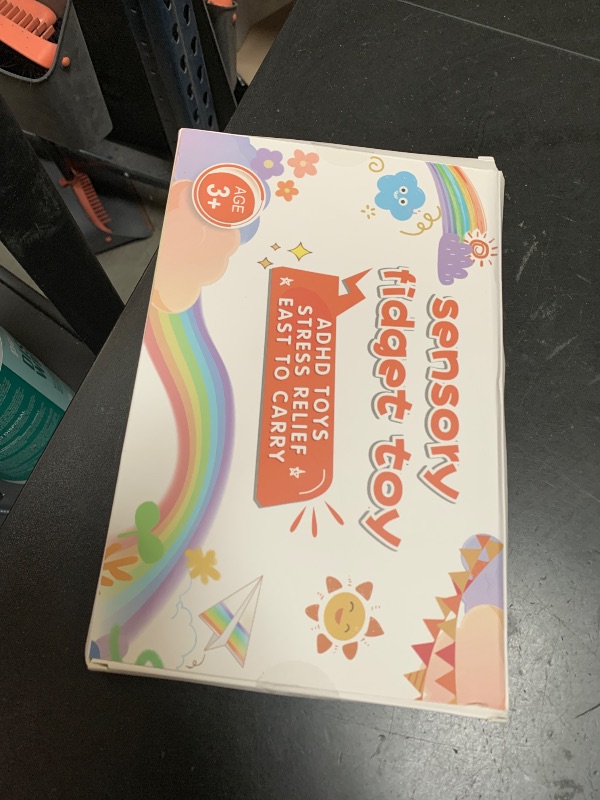 AGE
3+
sensory
fidget toy
ADHD TOYS
STRESS RELIEF
EAST TO CARRY